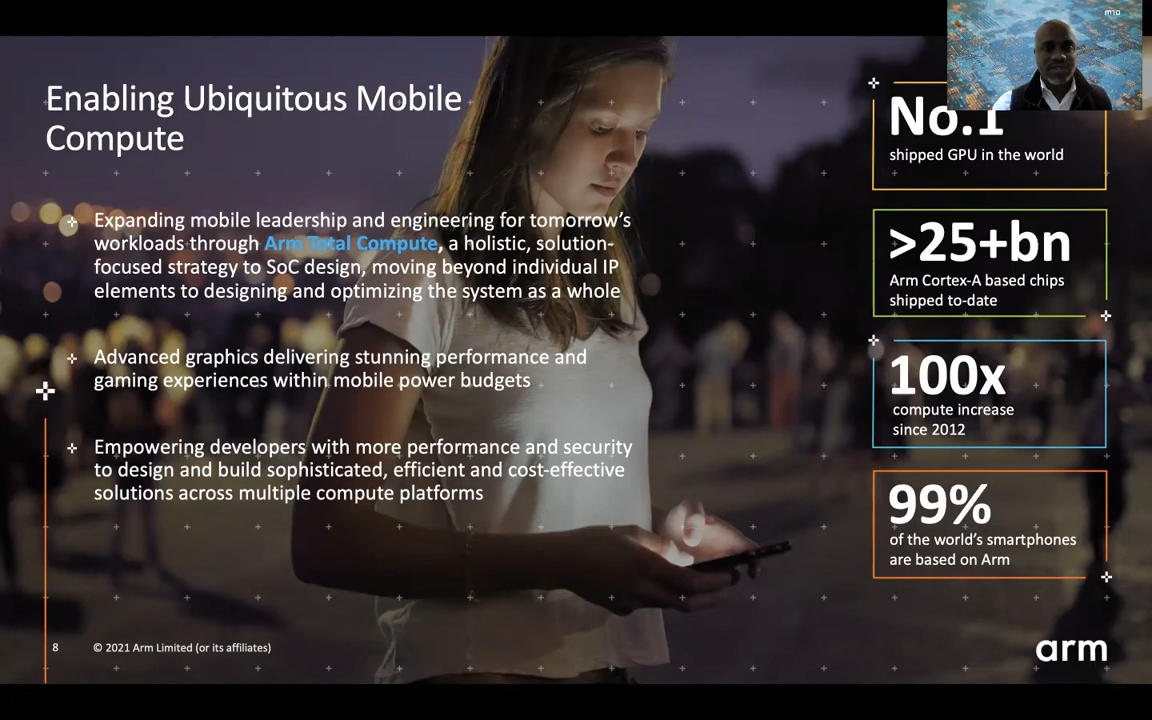 Enabling Ubiquitous Mobile
Compute
Expanding mobile leadership and engineering for tomorrow's
workloads through Arm Total Compute, a holistic, solution-
focused strategy to SoC design, moving beyond individual IP
elements to designing and optimizing the system as a whole
Advanced graphics delivering stunning performance and
gaming experiences within mobile power budgets
Empowering developers with more performance and security
to design and build sophisticated, efficient and cost-effective
solutions across multiple compute platforms
No.1
shipped GPU in the world
>25+bn
Arm Cortex-A based chips
shipped to-date
100x
compute increase
since 2012
99%
of the world's smartphones
are based on Arm
8
© 2021 Arm Limited (or its affiliates)
arm